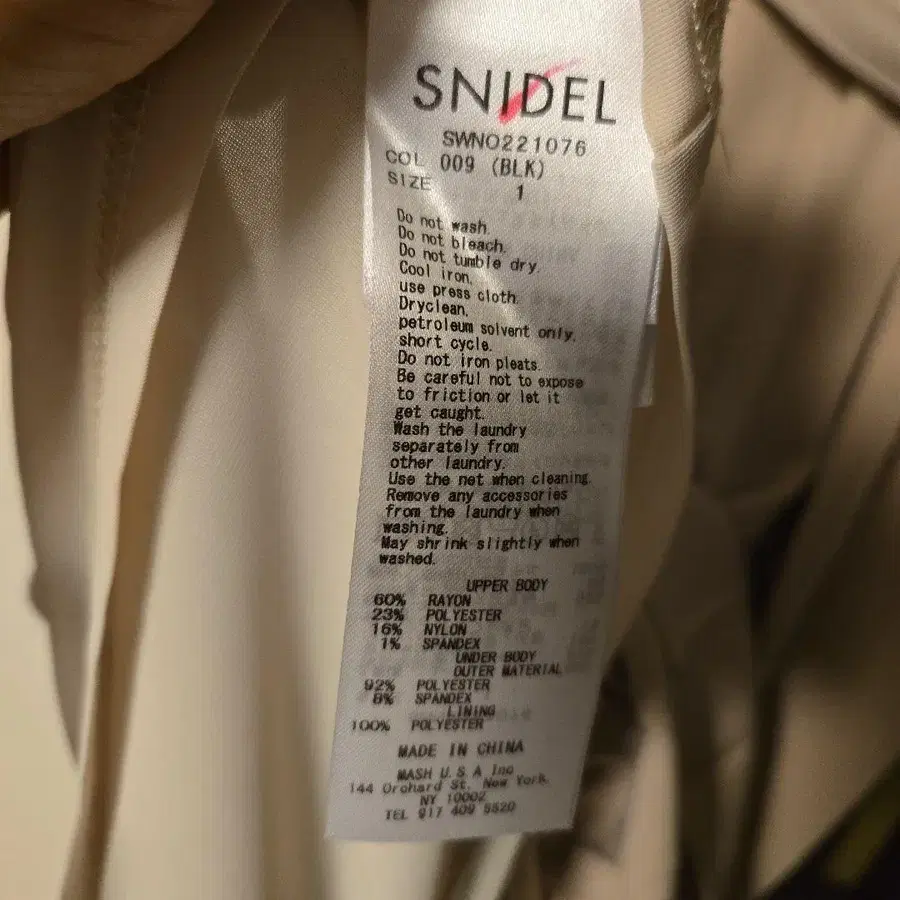 SNIDEL
SWNO221076
COL 009 (BLK)
SIZE 1
Do not wash.
Do not bleach.
Do not tumble dry.
Cool iron,
use press cloth.
Dryclean,
petroleum solvent only,
short cycle.
Do not iron pleats.
Be careful not to expose
to friction or let it
get caught.
Wash the laundry
separately from
other laundry.
Use the net when cleaning.
Remove any accessories
from the laundry when
washing.
May shrink slightly when
washed.
UPPER BODY
60% RAYON
23% POLYESTER
16% NYLON
1% SPANDEX
UNDER BODY
OUTER MATERIAL
92% POLYESTER
8% SPANDEX
LINING
100% POLYESTER
MADE IN CHINA
MASH U.S.A Inc
144 Orchard St. New York,
NY 10002
TEL 917 409 5520